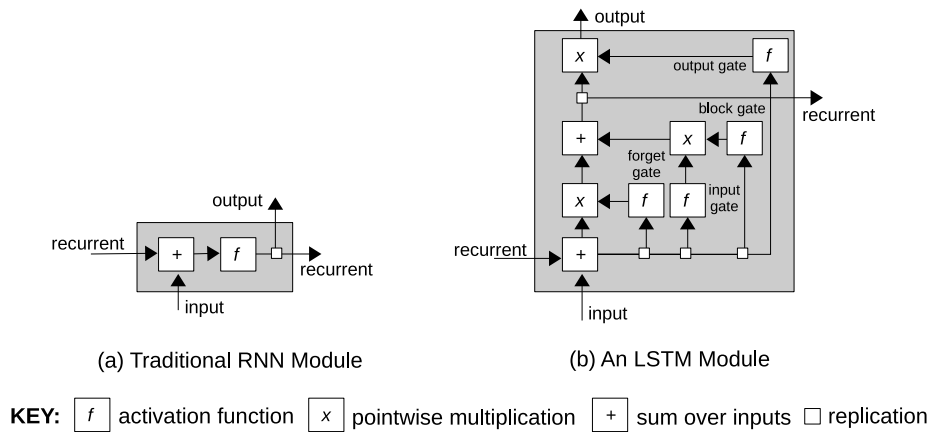 output
recurrent
+
f
recurrent
input
(a) Traditional RNN Module
output
x
f
output gate
recurrent
block gate
+
x
f
forget
gate
x
f
f
input
gate
recurrent
+
input
(b) An LSTM Module
KEY: f activation function x pointwise multiplication + sum over inputs replication